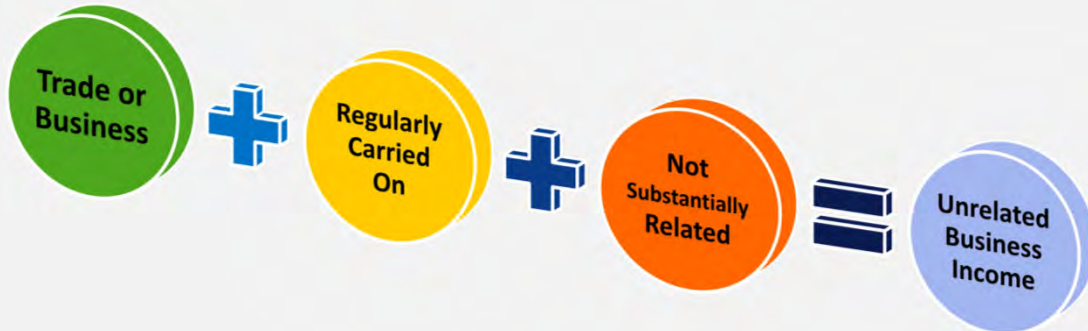 Trade or
Business
Regularly
Carried
On
Not
Substantially
Related
Unrelated
Business
Income